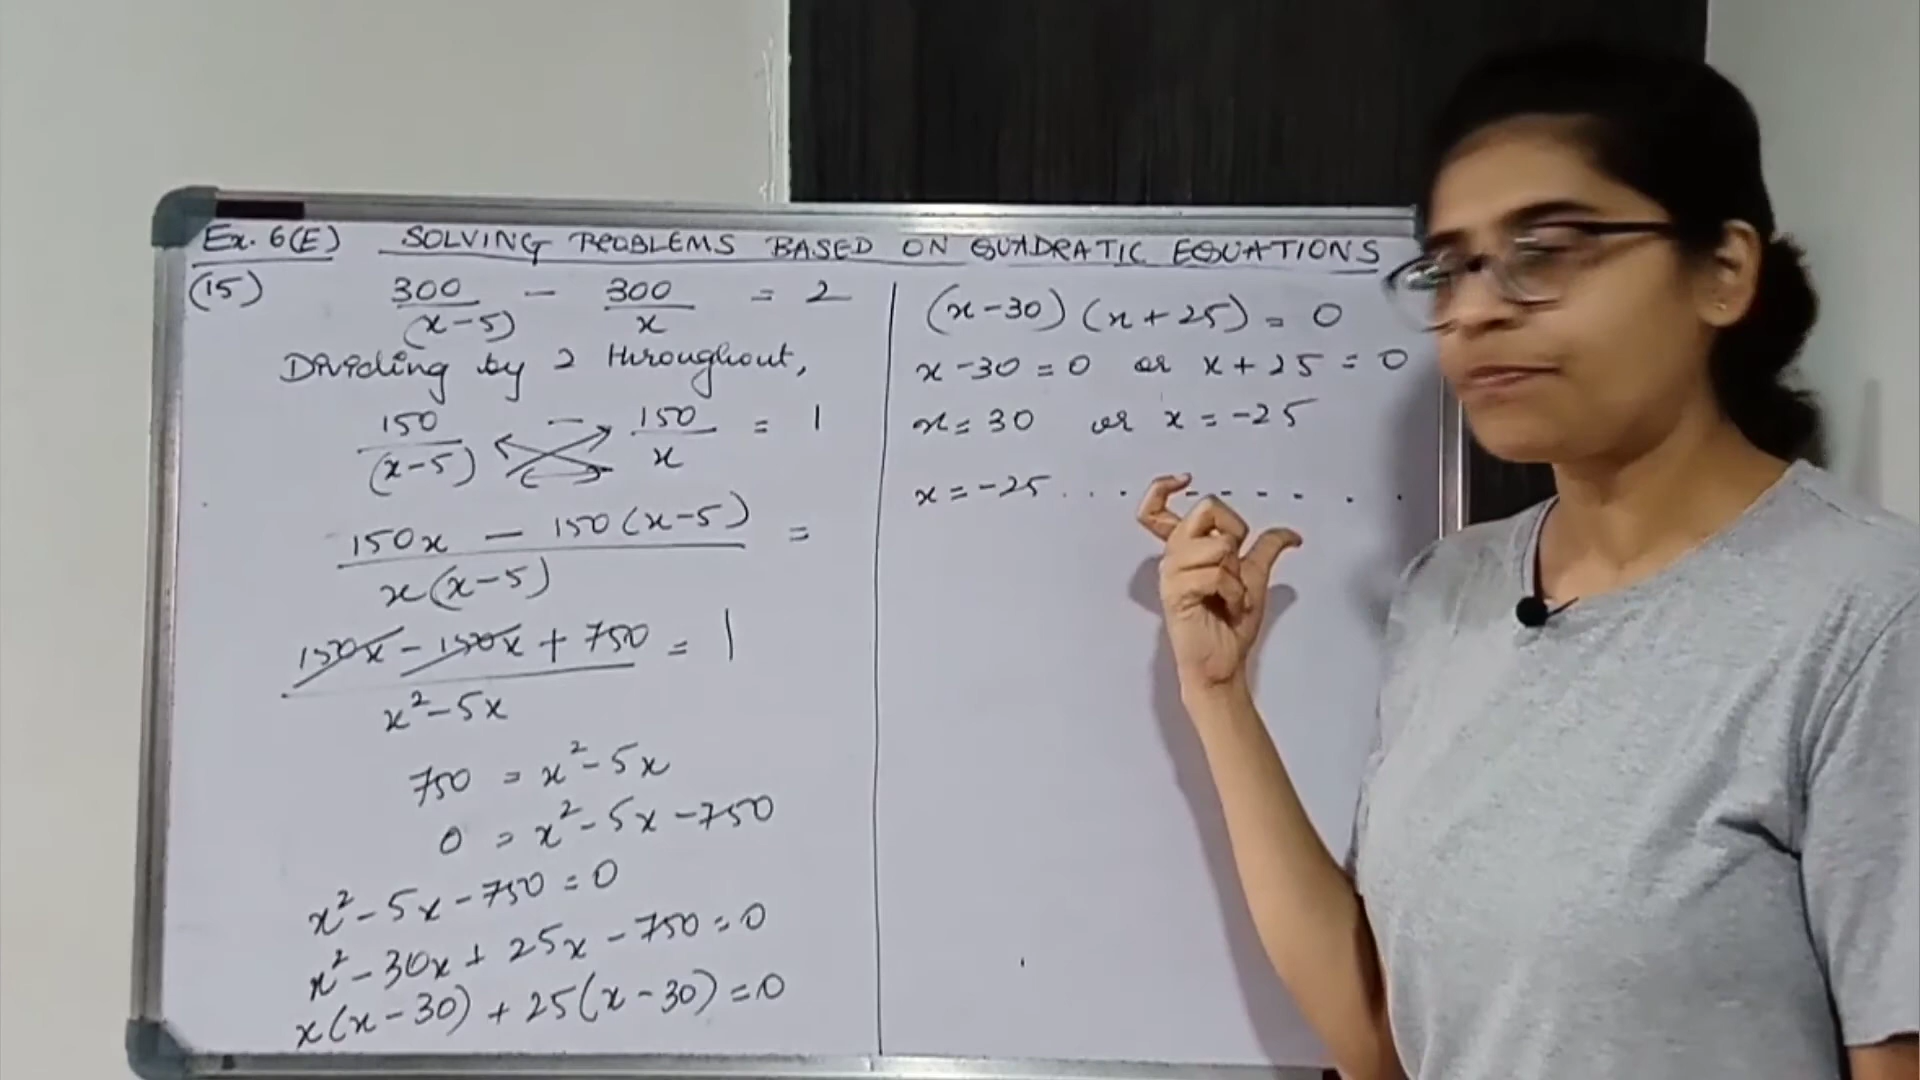 Ex. 6(E) SOLVING PROBLEMS BASED ON QUADRATIC EQUATIONS
(15) 300/(x-5) - 300/x = 2
Dividing by 2 throughout,
150/(x-5) - 150/x = 1
150x - 150(x-5) / x(x-5) =
150x - 150x + 750 / x²-5x = 1
750 = x²-5x
0 = x²-5x-750
x²-5x-750=0
x²-30x+25x-750=0
x(x-30)+25(x-30)=0
(x-30)(x+25)=0
x-30=0 or x+25=0
x=30 or x=-25
x=-25 . . . - - - - . .